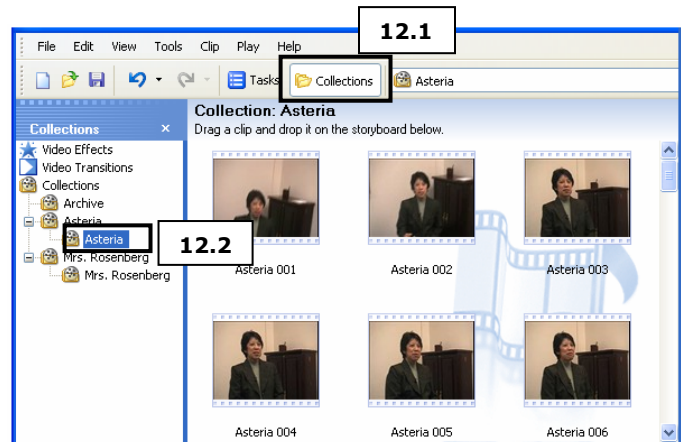 12.1
File Edit View Tools Clip Play Help
Tasks Collections Asteria
Collections ×
Video Effects
Video Transitions
Collections
Archive
Asteria
Asteria
12.2
Mrs. Rosenberg
Mrs. Rosenberg
Collection: Asteria
Drag a clip and drop it on the storyboard below.
Asteria 001 Asteria 002 Asteria 003
Asteria 004 Asteria 005 Asteria 006